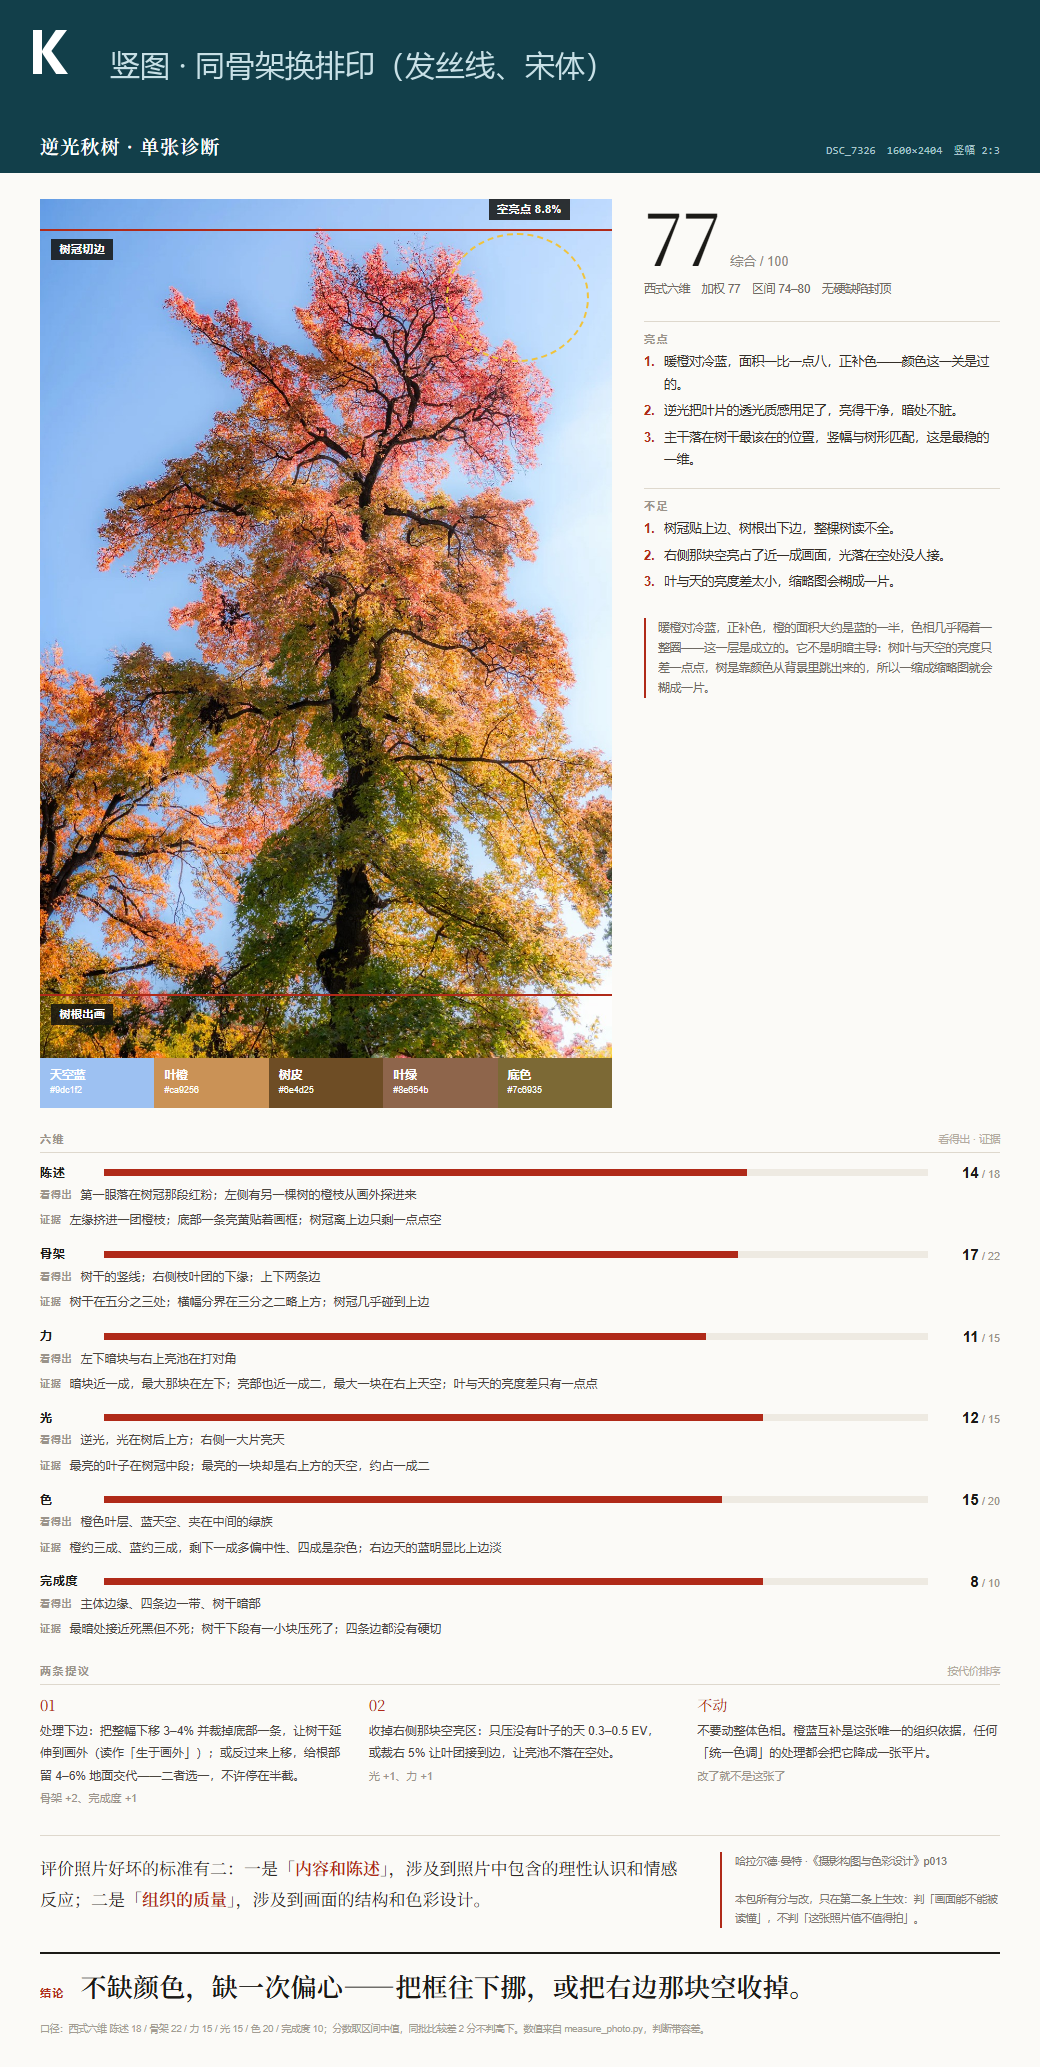 K
竖图 · 同骨架换排印（发丝线、宋体）
逆光秋树 · 单张诊断
DSC_7326 1600×2404 竖幅 2:3
空亮点 8.8%
树冠切边
树根出画
天空蓝
#9dc1f2
叶橙
#ca9256
树皮
#6e4d25
叶绿
#8e654b
底色
#7c6935
77 综合 / 100
西式六维 加权 77 区间 74–80 无硬缺陷封顶
亮点
1. 暖橙对冷蓝，面积一比一点八，正补色——颜色这一关是过
的。
2. 逆光把叶片的透光质感用足了，亮得干净，暗处不脏。
3. 主干落在树干最该在的位置，竖幅与树形匹配，这是最稳的
一维。
不足
1. 树冠贴上边、树根出下边，整棵树读不全。
2. 右侧那块空亮占了近一成画面，光落在空处没人接。
3. 叶与天的亮度差太小，缩略图会糊成一片。
暖橙对冷蓝，正补色，橙的面积大约是蓝的一半，色相几乎隔着一
整圈——这一层是成立的。它不是明暗主导：树叶与天空的亮度只
差一点点，树是靠颜色从背景里跳出来的，所以一缩成缩略图就会
糊成一片。
六维
看得出 · 证据
陈述
14 / 18
看得出 第一眼落在树冠那段红粉；左侧有另一棵树的橙枝从画外探进来
证据 左缘挤进一团橙枝；底部一条亮黄贴着画框；树冠离上边只剩一点点空
骨架
17 / 22
看得出 树干的竖线；右侧枝叶团的下缘；上下两条边
证据 树干在五分之三处；横幅分界在三分之二略上方；树冠几乎碰到上边
力
11 / 15
看得出 左下暗块与右上亮池在打对角
证据 暗块近一成，最大那块在左下；亮部也近一成二，最大一块在右上天空；叶与天的亮度差只有一点点
光
12 / 15
看得出 逆光，光在树后上方；右侧一大片亮天
证据 最亮的叶子在树冠中段；最亮的一块却是右上方的天空，约占一成二
色
15 / 20
看得出 橙色叶层、蓝天空、夹在中间的绿族
证据 橙约三成、蓝约三成，剩下一成多偏中性、四成是杂色；右边天的蓝明显比上边淡
完成度
8 / 10
看得出 主体边缘、四条边一带、树干暗部
证据 最暗处接近死黑但不死；树干下段有一小块压死了；四条边都没有硬切
两条提议
按代价排序
01
处理下边：把整幅下移 3–4% 并裁掉底部一条，让树干延
伸到画外（读作「生于画外」）；或反过来上移，给根部
留 4–6% 地面交代——二者选一，不许停在半截。
骨架 +2、完成度 +1
02
收掉右侧那块空亮区：只压没有叶子的天 0.3–0.5 EV，
或裁右 5% 让叶团接到边，让亮池不落在空处。
光 +1、力 +1
不动
不要动整体色相。橙蓝互补是这张唯一的组织依据，任何
「统一色调」的处理都会把它降成一张平片。
改了就不是这张了
评价照片好坏的标准有二：一是「内容和陈述」，涉及到照片中包含的理性认识和情感
反应；二是「组织的质量」，涉及到画面的结构和色彩设计。
哈拉尔德·曼特 ·《摄影构图与色彩设计》p013
本包所有分与改，只在第二条上生效：判「画面能不能被
读懂」，不判「这张照片值不值得拍」。
结论 不缺颜色，缺一次偏心——把框往下挪，或把右边那块空收掉。
口径：西式六维 陈述 18 / 骨架 22 / 力 15 / 光 15 / 色 20 / 完成度 10；分数取区间中值，同批比较差 2 分不判高下。数值来自 measure_photo.py，判断带容差。